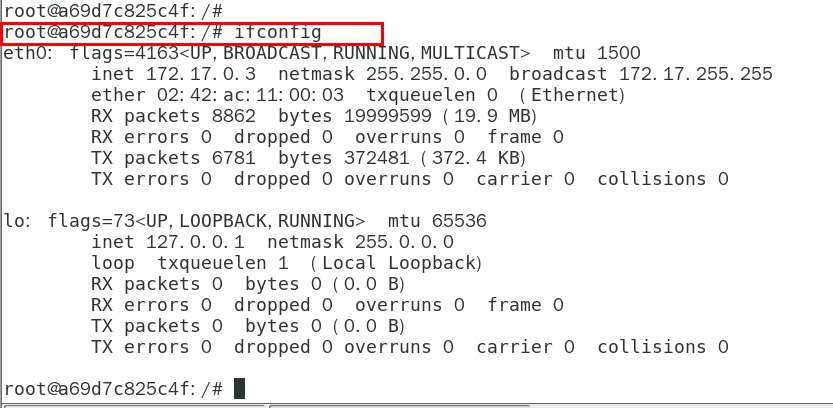 root@a69d7c825c4f:/#
root@a69d7c825c4f:/# ifconfig
eth0: flags=4163<UP,BROADCAST,RUNNING,MULTICAST>  mtu 1500
        inet 172.17.0.3  netmask 255.255.0.0  broadcast 172.17.255.255
        ether 02:42:ac:11:00:03  txqueuelen 0  (Ethernet)
        RX packets 8862  bytes 19999599 (19.9 MB)
        RX errors 0  dropped 0  overruns 0  frame 0
        TX packets 6781  bytes 372481 (372.4 KB)
        TX errors 0  dropped 0 overruns 0  carrier 0  collisions 0
lo: flags=73<UP,LOOPBACK,RUNNING>  mtu 65536
        inet 127.0.0.1  netmask 255.0.0.0
        loop  txqueuelen 1  (Local Loopback)
        RX packets 0  bytes 0 (0.0 B)
        RX errors 0  dropped 0  overruns 0  frame 0
        TX packets 0  bytes 0 (0.0 B)
        TX errors 0  dropped 0 overruns 0  carrier 0  collisions 0
root@a69d7c825c4f:/#